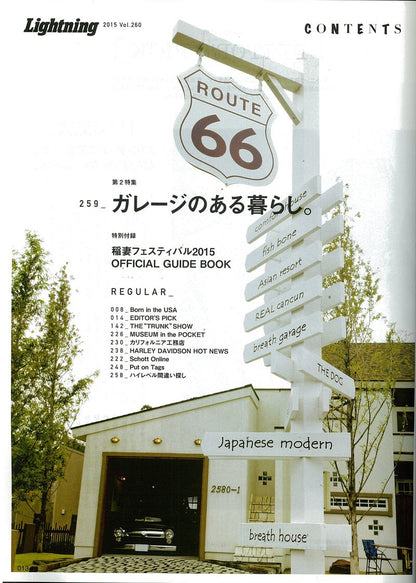 Lightning 2015 Vol.260
CONTENTS
ROUTE
66
第2特集
259_ ガレージのある暮らし。
特別付録
稲妻フェスティバル2015
OFFICIAL GUIDE BOOK
REGULAR_
008_ Born in the USA
014_ EDITOR'S PICK
142_ THE "TRUNK" SHOW
226_ MUSEUM in the POCKET
230_ カリフォルニア工務店
238_ HARLEY DAVIDSON HOT NEWS
222_ Schott Online
248_ Put on Tags
258_ ハイレベル間違い探し
house
fish bone
Asian resort
REAL cancun
breath garage
THE DOG
Japanese modern
2580-1
breath house
013